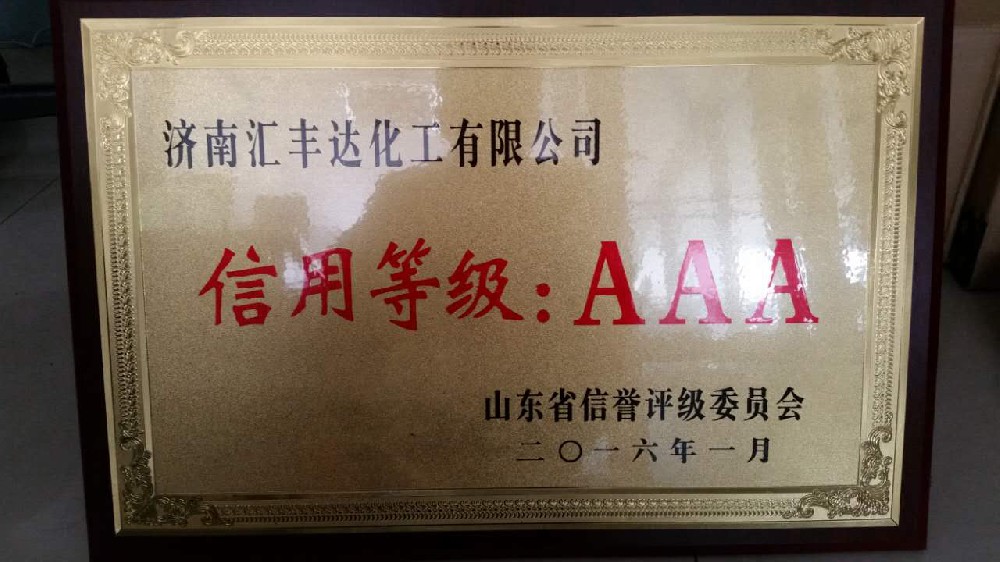 济南汇丰达化工有限公司
信用等级:AAA
山东省信誉评级委员会
二〇一六年一月